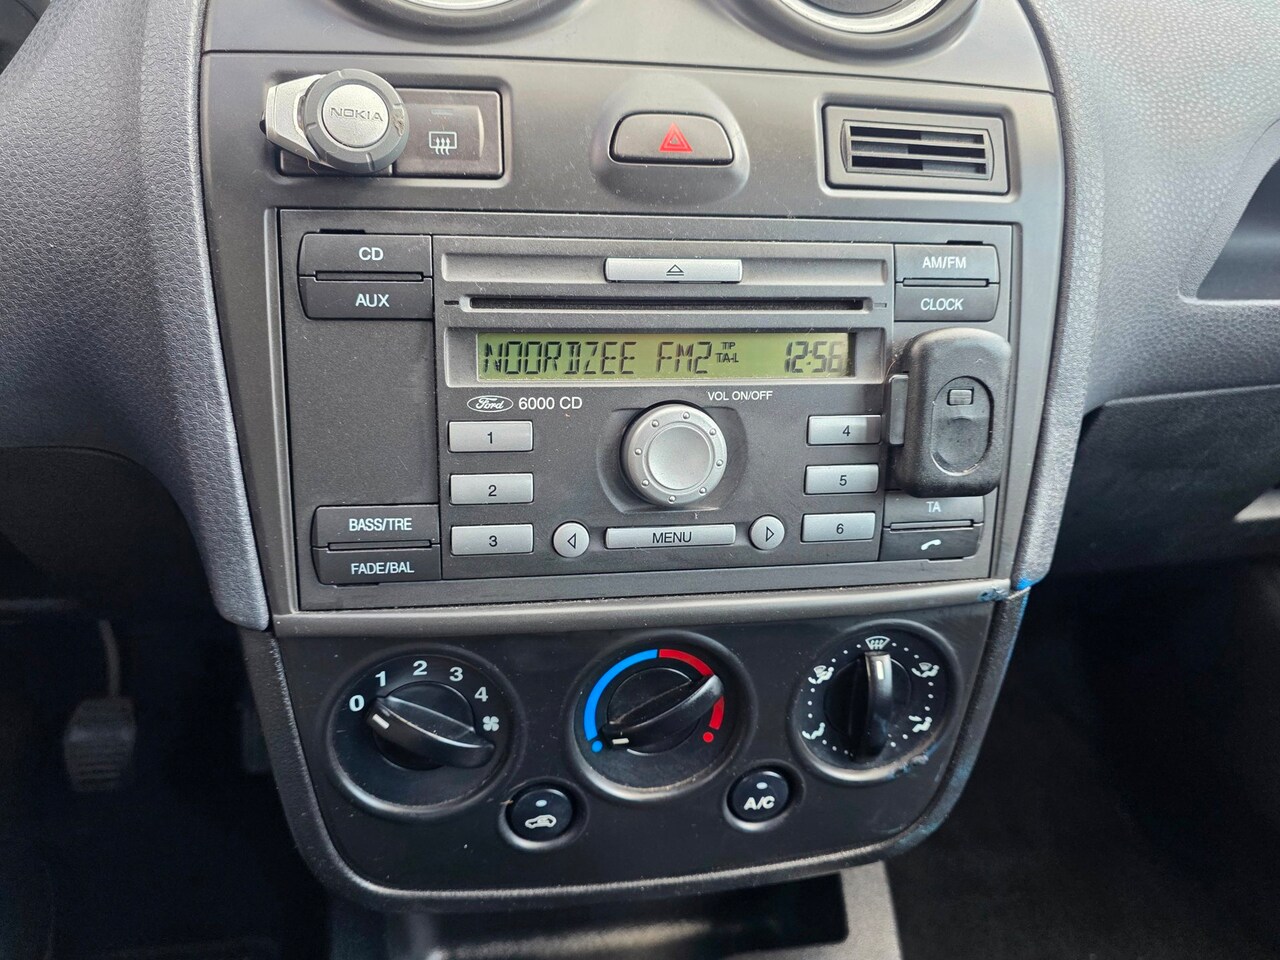 NOKIA
CD
AUX
AM/FM
CLOCK
NOORDZEE FM2 TP TA-L 12:56
Ford 6000 CD
VOL ON/OFF
1
2
3
4
5
6
BASS/TRE
FADE/BAL
MENU
TA
0 1 2 3 4
A/C